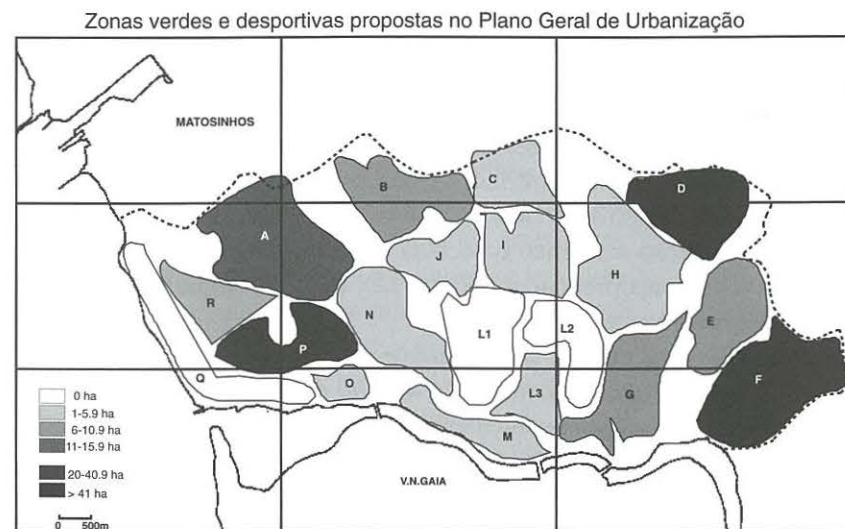 Zonas verdes e desportivas propostas no Plano Geral de Urbanização
MATOSINHOS
C
B
D
A
J
I
H
R
N
E
L1
L2
P
Q
O
F
L3
G
M
0 ha
1-5.9 ha
6-10.9 ha
11-15.9 ha
20-40.9 ha
> 41 ha
0 500m
V.N.GAIA